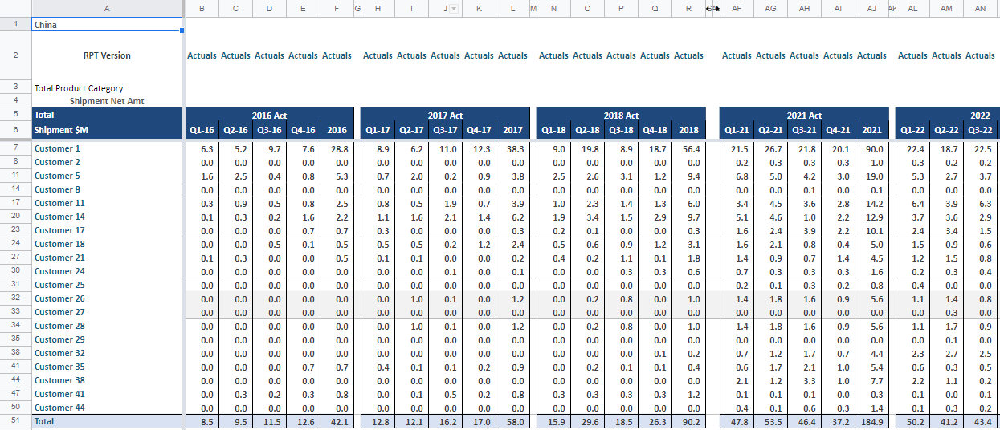 A B C D E F G H I J K L M N O P Q R AF AG AH AI AJ AL AM AN
1 China
2 RPT Version Actuals Actuals Actuals Actuals Actuals Actuals Actuals Actuals Actuals Actuals Actuals Actuals Actuals Actuals Actuals Actuals Actuals Actuals Actuals Actuals Actuals Actuals Actuals
3 Total Product Category
4 Shipment Net Amt
5 Total 2016 Act 2017 Act 2018 Act 2021 Act 2022
6 Shipment $M Q1-16 Q2-16 Q3-16 Q4-16 2016 Q1-17 Q2-17 Q3-17 Q4-17 2017 Q1-18 Q2-18 Q3-18 Q4-18 2018 Q1-21 Q2-21 Q3-21 Q4-21 2021 Q1-22 Q2-22 Q3-22
7 Customer 1 6.3 5.2 9.7 7.6 28.8 8.9 6.2 11.0 12.3 38.3 9.0 19.8 8.9 18.7 56.4 21.5 26.7 21.8 20.1 90.0 22.4 18.7 22.5
8 Customer 2 0.0 0.0 0.0 0.0 0.0 0.0 0.0 0.0 0.0 0.0 0.0 0.0 0.0 0.0 0.0 0.2 0.3 0.3 0.3 1.0 0.3 0.2 0.2
11 Customer 5 1.6 2.5 0.4 0.8 5.3 0.7 2.0 0.2 0.9 3.8 2.5 2.6 3.1 1.2 9.4 6.8 5.0 4.2 3.0 19.0 5.3 2.7 3.7
14 Customer 8 0.0 0.0 0.0 0.0 0.0 0.0 0.0 0.0 0.0 0.0 0.0 0.0 0.0 0.0 0.0 0.0 0.0 0.1 0.0 0.1 0.0 0.0 0.0
17 Customer 11 0.3 0.9 0.5 0.8 2.5 0.8 0.5 1.9 0.7 3.9 1.0 2.3 1.4 1.3 6.0 3.4 4.5 3.6 2.8 14.2 6.4 3.9 6.3
20 Customer 14 0.1 0.3 0.2 1.6 2.2 1.1 1.6 2.1 1.4 6.2 1.9 3.4 1.5 2.9 9.7 5.1 4.6 1.0 2.2 12.9 3.7 3.6 2.9
23 Customer 17 0.0 0.0 0.0 0.7 0.7 0.3 0.0 0.0 0.0 0.3 0.2 0.1 0.0 0.0 0.3 1.6 2.4 3.9 2.2 10.1 2.4 3.4 1.5
24 Customer 18 0.0 0.0 0.5 0.1 0.5 0.5 0.5 0.2 1.2 2.4 0.5 0.6 0.9 1.2 3.1 1.6 2.1 0.8 0.4 5.0 1.5 0.9 0.6
27 Customer 21 0.1 0.3 0.0 0.0 0.5 0.1 0.1 0.0 0.0 0.2 0.4 0.2 1.1 0.1 1.8 1.4 0.9 0.7 1.4 4.5 1.2 1.5 0.8
30 Customer 24 0.0 0.0 0.0 0.0 0.0 0.0 0.0 0.1 0.0 0.1 0.0 0.0 0.3 0.3 0.6 0.7 0.3 0.3 0.3 1.6 0.2 0.3 0.4
31 Customer 25 0.0 0.0 0.0 0.0 0.0 0.0 0.0 0.0 0.0 0.0 0.0 0.0 0.0 0.0 0.0 0.2 0.1 0.3 0.2 0.8 0.4 0.0 0.0
32 Customer 26 0.0 0.0 0.0 0.0 0.0 0.0 1.0 0.1 0.0 1.2 0.0 0.2 0.8 0.0 1.0 1.4 1.8 1.6 0.9 5.6 1.1 1.4 0.8
33 Customer 27 0.0 0.0 0.0 0.0 0.0 0.0 0.0 0.0 0.0 0.0 0.0 0.0 0.0 0.0 0.0 0.0 0.0 0.0 0.0 0.0 0.0 0.3 0.0
34 Customer 28 0.0 0.0 0.0 0.0 0.0 0.0 1.0 0.1 0.0 1.2 0.0 0.2 0.8 0.0 1.0 1.4 1.8 1.6 0.9 5.6 1.1 1.7 0.9
35 Customer 29 0.0 0.0 0.0 0.0 0.0 0.0 0.0 0.0 0.0 0.0 0.0 0.0 0.0 0.0 0.0 0.0 0.0 0.0 0.0 0.0 0.0 0.1 0.0
38 Customer 32 0.0 0.0 0.0 0.0 0.0 0.0 0.0 0.0 0.0 0.0 0.0 0.0 0.0 0.1 0.2 0.7 1.2 1.7 0.7 4.4 2.3 2.7 2.5
41 Customer 35 0.0 0.0 0.0 0.7 0.7 0.4 0.1 0.1 0.2 0.9 0.0 0.2 0.1 0.1 0.4 0.6 1.7 2.1 1.0 5.4 0.6 0.3 0.5
44 Customer 38 0.0 0.0 0.0 0.0 0.0 0.0 0.0 0.0 0.0 0.0 0.0 0.0 0.0 0.0 0.0 2.1 1.2 3.3 1.0 7.7 2.2 1.1 0.2
47 Customer 41 0.0 0.3 0.2 0.3 0.8 0.0 0.1 0.5 0.2 0.8 0.3 0.3 0.3 0.3 1.2 0.1 0.1 0.1 0.0 0.3 0.1 0.0 0.1
50 Customer 44 0.0 0.0 0.0 0.0 0.0 0.0 0.0 0.0 0.0 0.0 0.0 0.0 0.0 0.0 0.0 0.4 0.1 0.6 0.3 1.4 0.1 0.3 0.2
51 Total 8.5 9.5 11.5 12.6 42.1 12.8 12.1 16.2 17.0 58.0 15.9 29.6 18.5 26.3 90.2 47.8 53.5 46.4 37.2 184.9 50.2 41.2 43.4